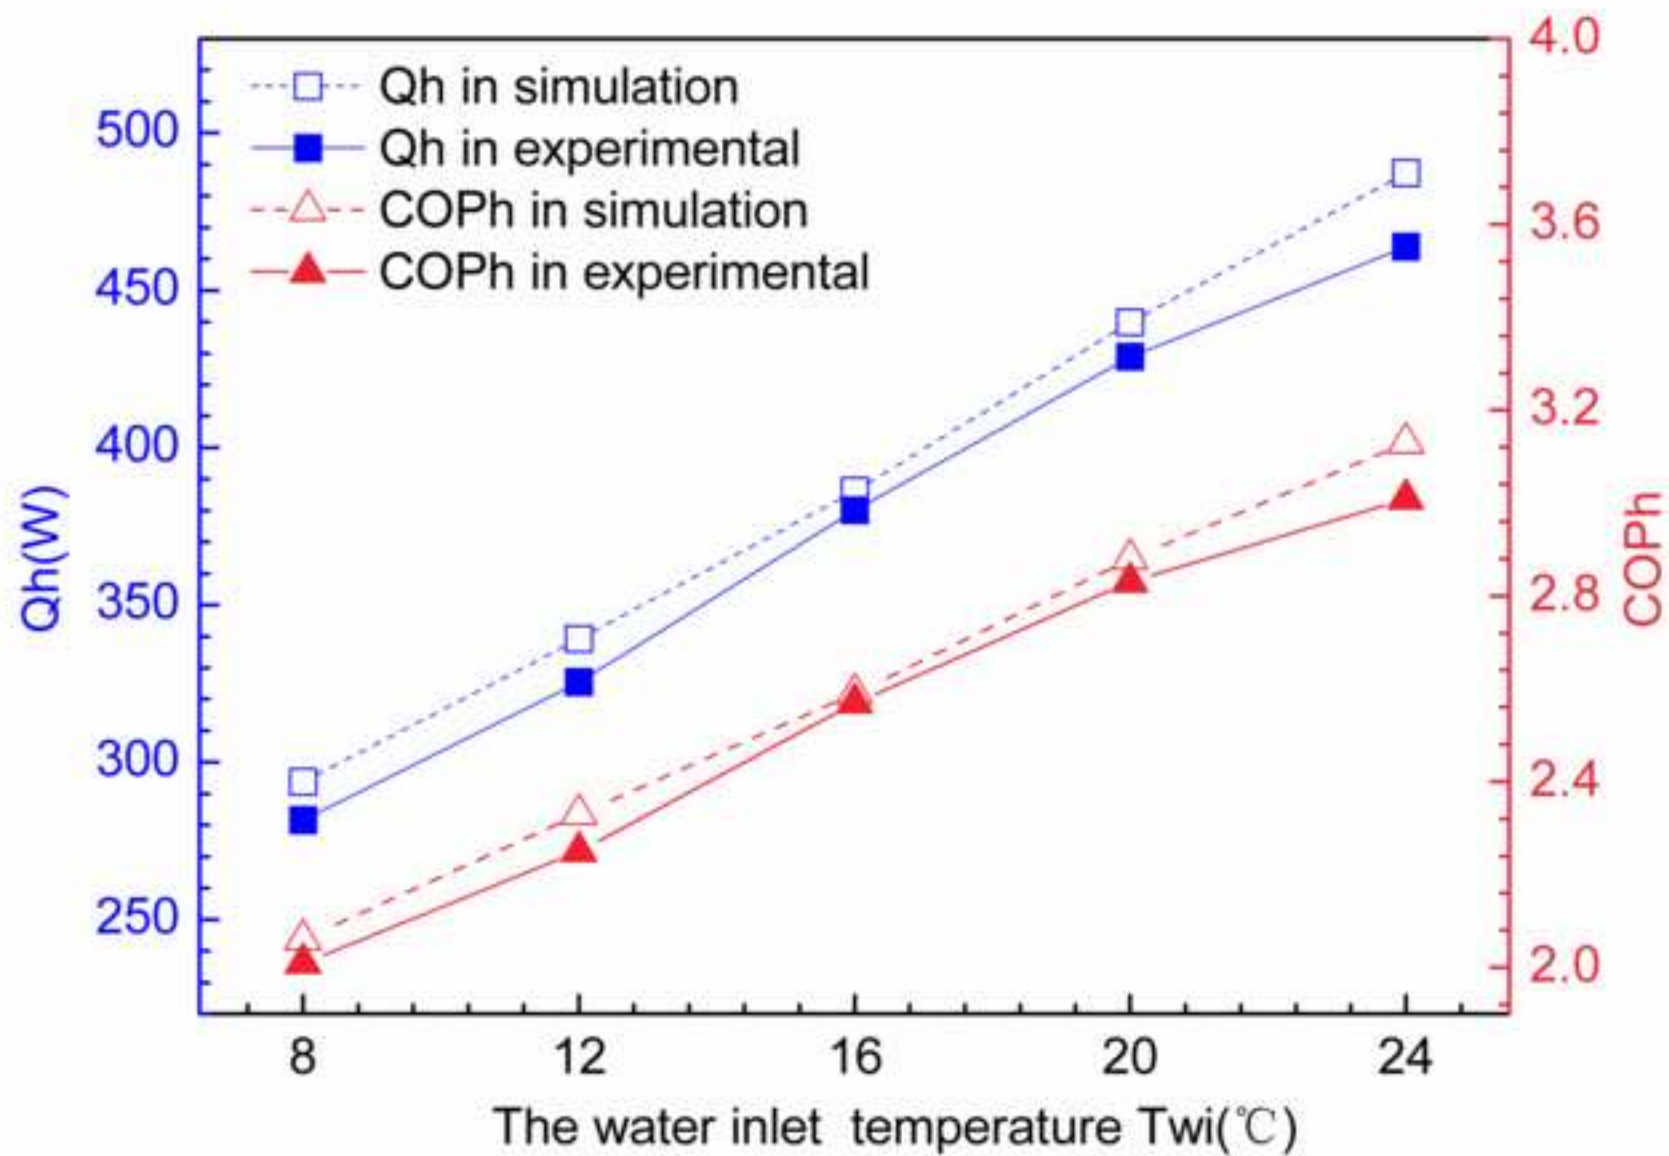 Qh in simulation
Qh in experimental
COPh in simulation
COPh in experimental
500
450
400
350
300
250
Qh(W)
4.0
3.6
3.2
2.8
2.4
2.0
COPh
8 12 16 20 24
The water inlet temperature Twi(℃)